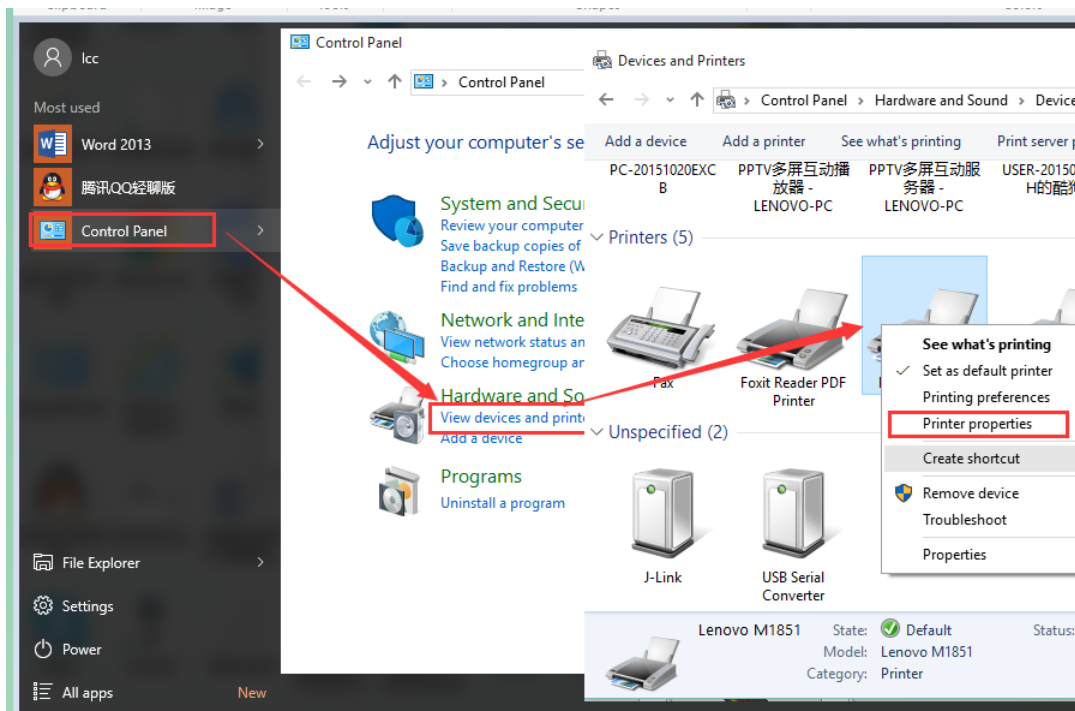 lcc
Most used
Word 2013
腾讯QQ轻聊版
Control Panel
File Explorer
Settings
Power
All apps
New
Control Panel
Control Panel
Adjust your computer's se
System and Secu
Review your computer
Save backup copies of
Backup and Restore (W
Find and fix problems
Network and Inte
View network status an
Choose homegroup an
Hardware and So
View devices and printe
Add a device
Programs
Uninstall a program
Devices and Printers
Control Panel > Hardware and Sound > Device
Add a device
Add a printer
See what's printing
Print server p
PC-20151020EXC
B
PPTV多屏互动播
放器 -
LENOVO-PC
PPTV多屏互动服
务器 -
LENOVO-PC
USER-20150
H的酷狗
Printers (5)
Fax
Foxit Reader PDF
Printer
See what's printing
Set as default printer
Printing preferences
Printer properties
Create shortcut
Remove device
Troubleshoot
Properties
Unspecified (2)
J-Link
USB Serial
Converter
Lenovo M1851
State:
Default
Status:
Model:
Lenovo M1851
Category:
Printer